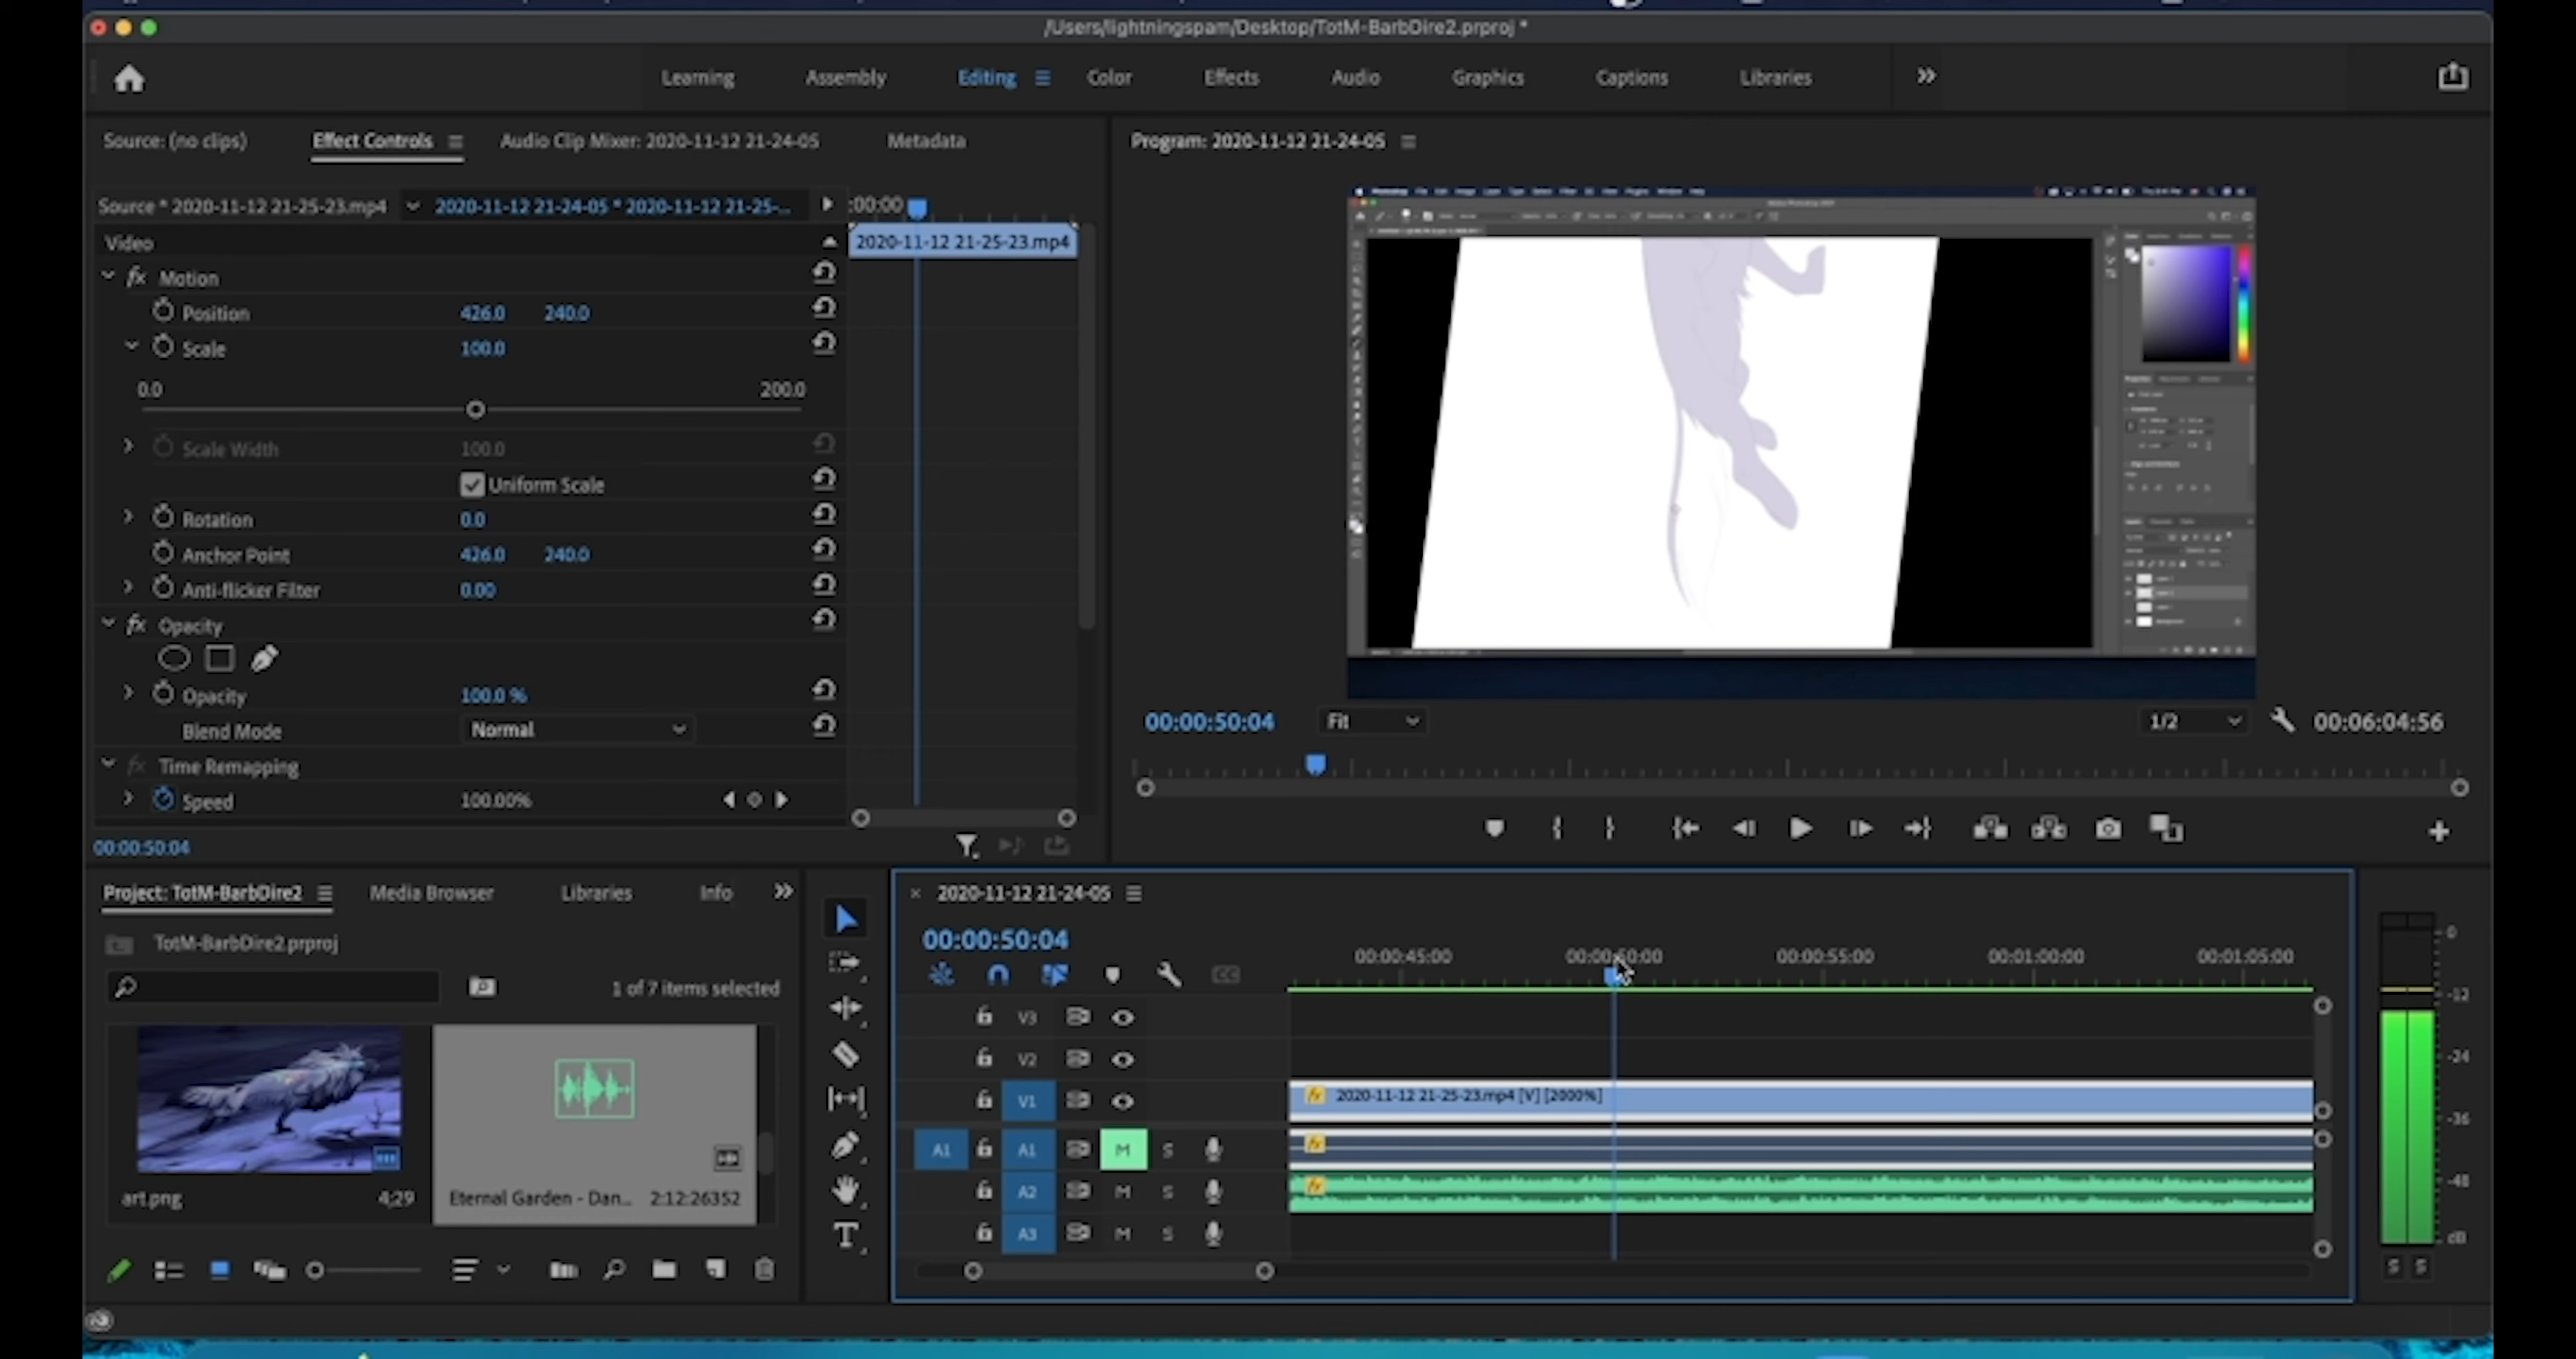 /Users/lightningspam/Desktop/TotM-BarbDire2.prproj *
Learning Assembly Editing Color Effects Audio Graphics Captions Libraries
Source: (no clips) Effect Controls Audio Clip Mixer: 2020-11-12 21-24-05 Metadata
Program: 2020-11-12 21-24-05
Source * 2020-11-12 21-25-23.mp4 2020-11-12 21-24-05 * 2020-11-12 21-25-... :00:00
Video 2020-11-12 21-25-23.mp4
fx Motion
Position 426.0 240.0
Scale 100.0
0.0 200.0
Scale Width 100.0
Uniform Scale
Rotation 0.0
Anchor Point 426.0 240.0
Anti-flicker Filter 0.00
fx Opacity
Opacity 100.0 %
Blend Mode Normal
fx Time Remapping
Speed 100.00%
00:00:50:04
00:00:50:04 Fit 1/2 00:06:04:56
Project: TotM-BarbDire2 Media Browser Libraries Info
TotM-BarbDire2.prproj
1 of 7 items selected
art.png 4;29 Eternal Garden - Dan... 2:12:26352
T
2020-11-12 21-24-05
00:00:50:04
00:00:45:00 00:00:50:00 00:00:55:00 00:01:00:00 00:01:05:00
CC
V3
V2
V1 fx 2020-11-12 21-25-23.mp4 [V] [2000%]
A1 A1 M S fx
A2 M S fx
A3 M S
0
-12
-24
-36
-48
dB
S S